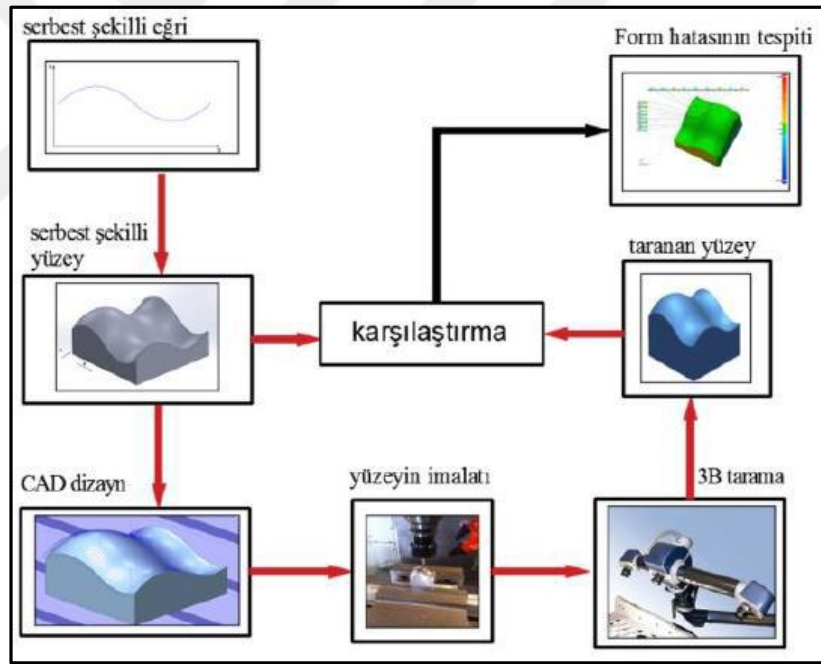 serbest şekilli eğri
Form hatasının tespiti
serbest şekilli
yüzey
taranan yüzey
karşılaştırma
CAD dizayn
yüzeyin imalatı
3B tarama